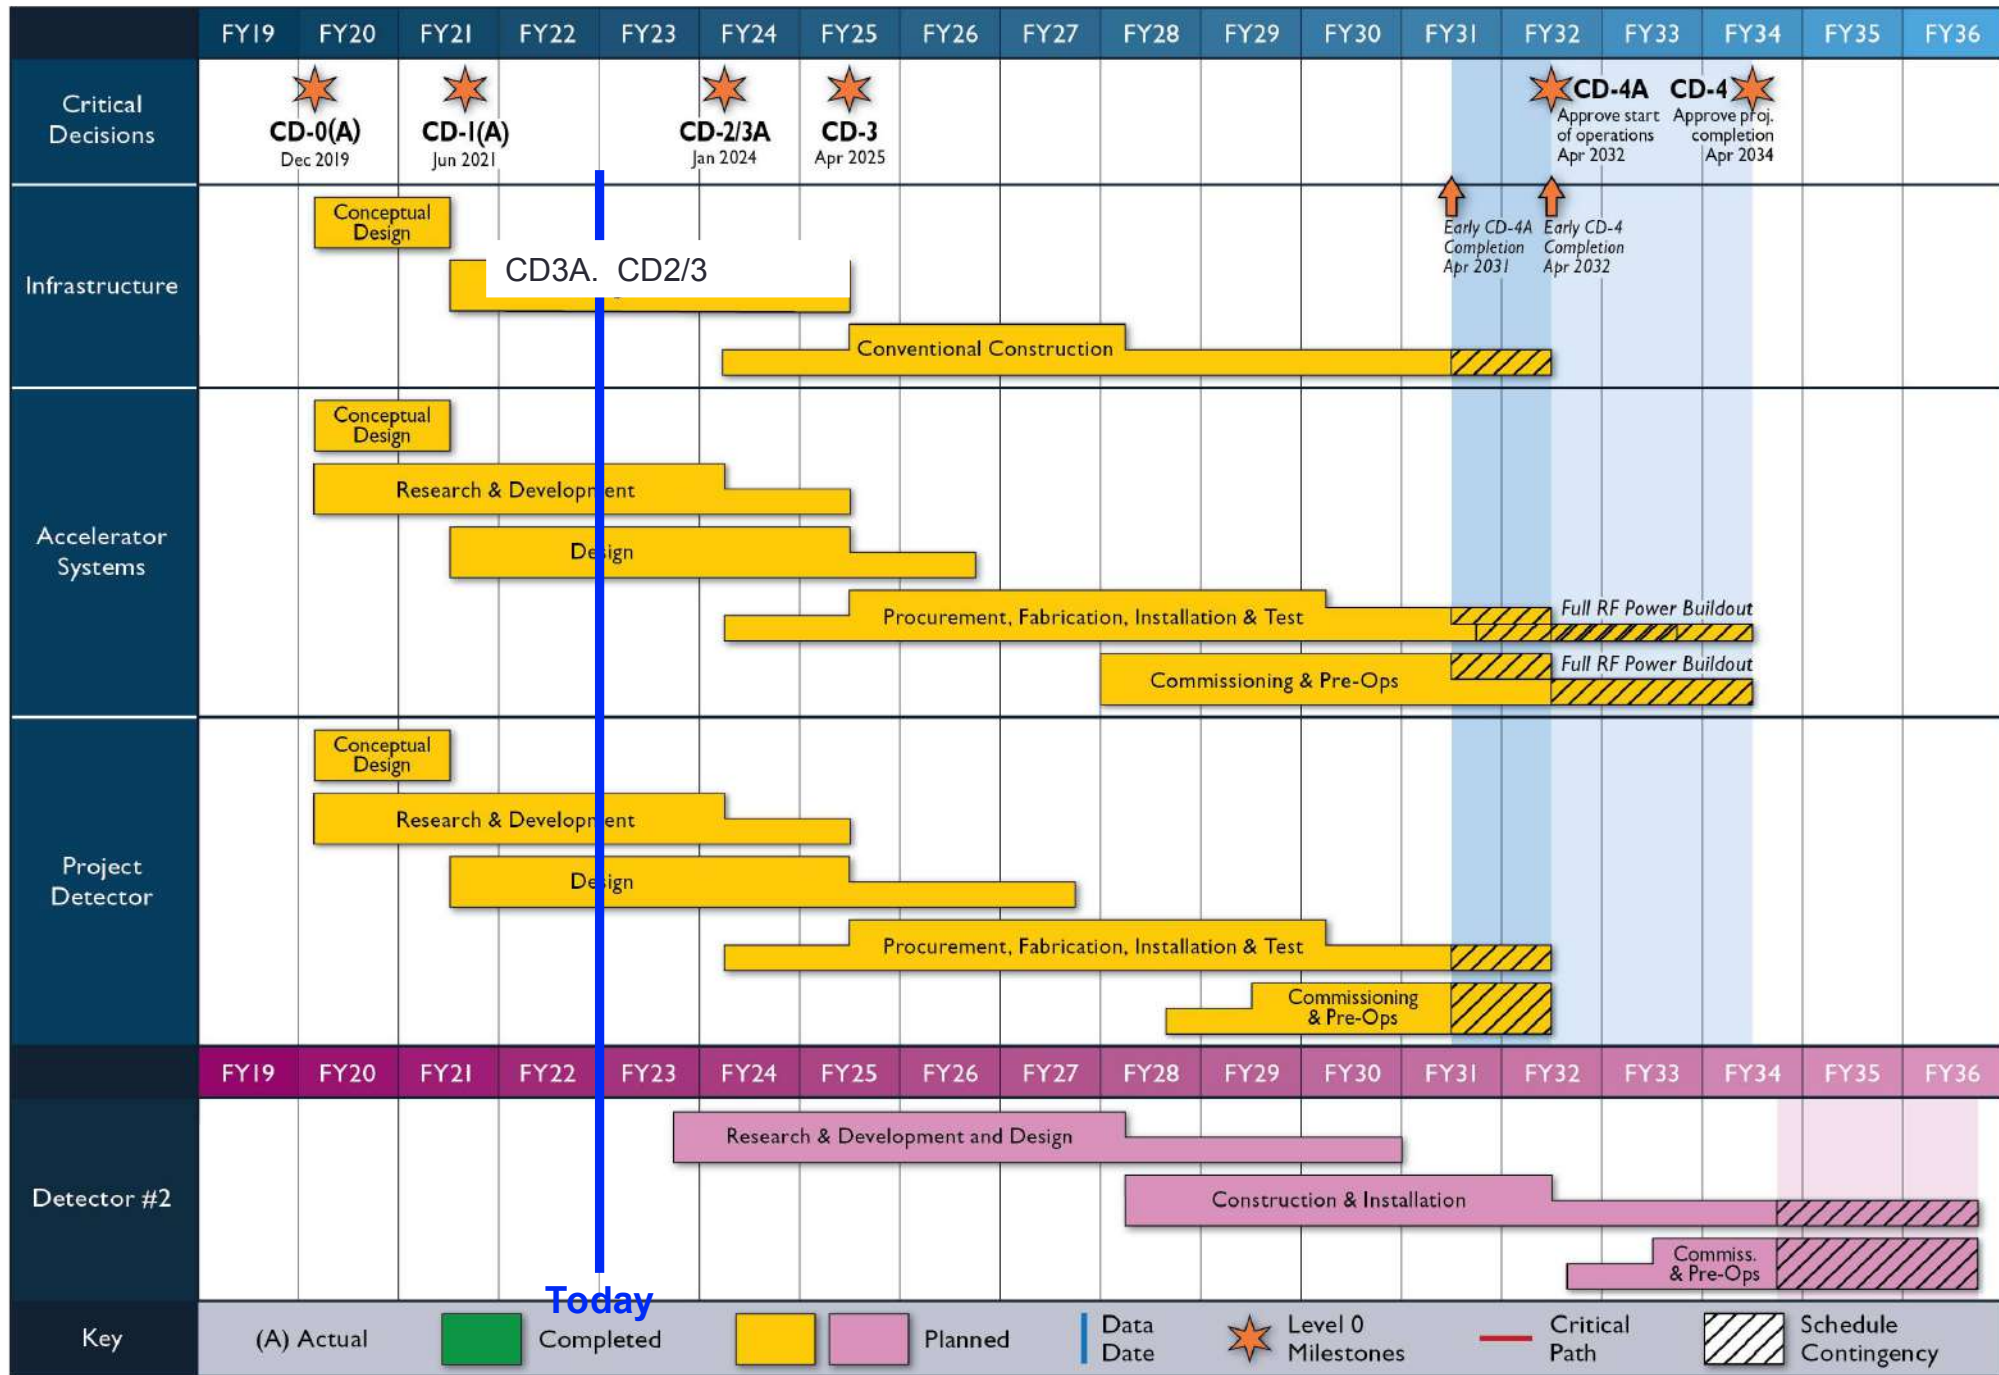 FY19 FY20 FY21 FY22 FY23 FY24 FY25 FY26 FY27 FY28 FY29 FY30 FY31 FY32 FY33 FY34 FY35 FY36
Critical
Decisions
CD-0(A)
Dec 2019
CD-1(A)
Jun 2021
CD-2/3A
Jan 2024
CD-3
Apr 2025
CD-4A
Approve start
of operations
Apr 2032
CD-4
Approve proj.
completion
Apr 2034
Infrastructure
Conceptual
Design
CD3A. CD2/3
Conventional Construction
Early CD-4A
Completion
Apr 2031
Early CD-4
Completion
Apr 2032
Accelerator
Systems
Conceptual
Design
Research & Development
Design
Procurement, Fabrication, Installation & Test
Full RF Power Buildout
Commissioning & Pre-Ops
Full RF Power Buildout
Project
Detector
Conceptual
Design
Research & Development
Design
Procurement, Fabrication, Installation & Test
Commissioning
& Pre-Ops
FY19 FY20 FY21 FY22 FY23 FY24 FY25 FY26 FY27 FY28 FY29 FY30 FY31 FY32 FY33 FY34 FY35 FY36
Detector #2
Research & Development and Design
Construction & Installation
Commiss.
& Pre-Ops
Today
Key
(A) Actual
Completed
Planned
Data
Date
Level 0
Milestones
Critical
Path
Schedule
Contingency